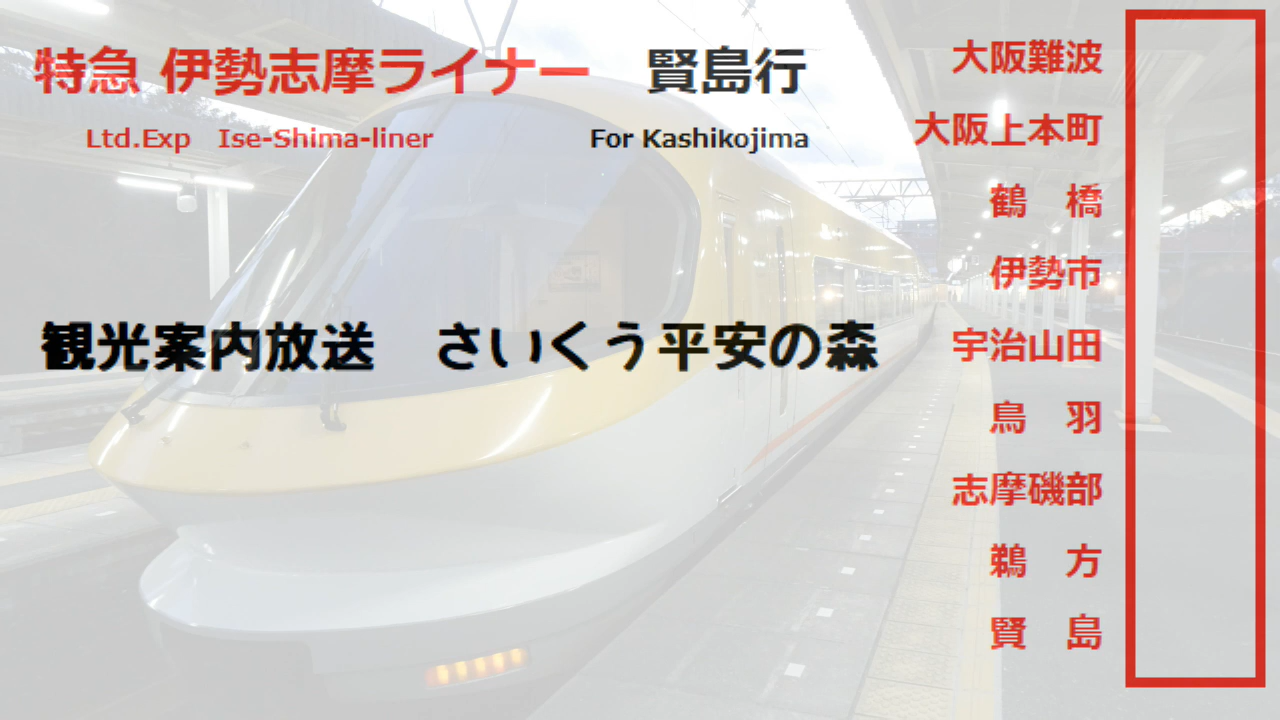 特急 伊勢志摩ライナー　賢島行
Ltd.Exp　Ise-Shima-liner　For Kashikojima
観光案内放送　さいくう平安の森
大阪難波
大阪上本町
鶴　橋
伊勢市
宇治山田
鳥　羽
志摩磯部
鵜　方
賢　島